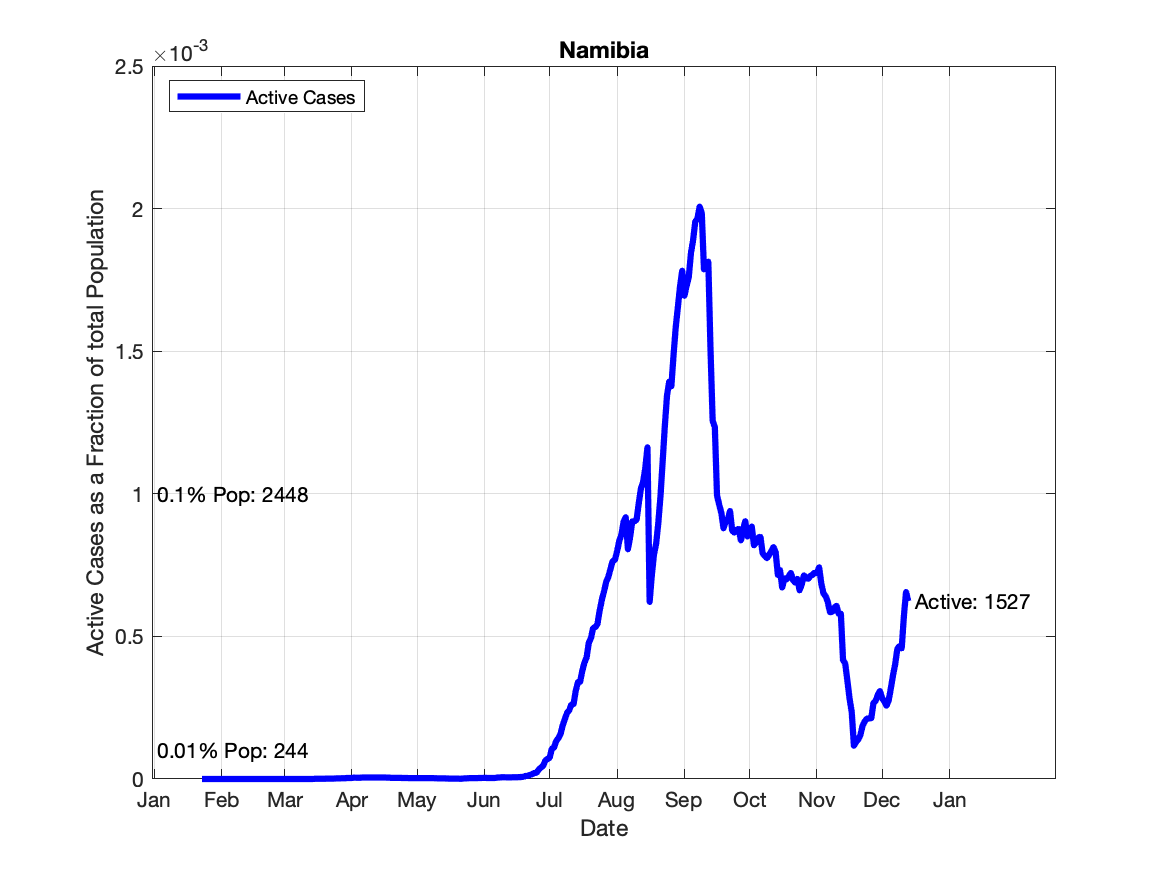 Namibia
×10-3
2.5
2
1.5
1
0.5
0
Active Cases as a Fraction of total Population
Active Cases
0.1% Pop: 2448
0.01% Pop: 244
Active: 1527
Jan Feb Mar Apr May Jun Jul Aug Sep Oct Nov Dec Jan
Date